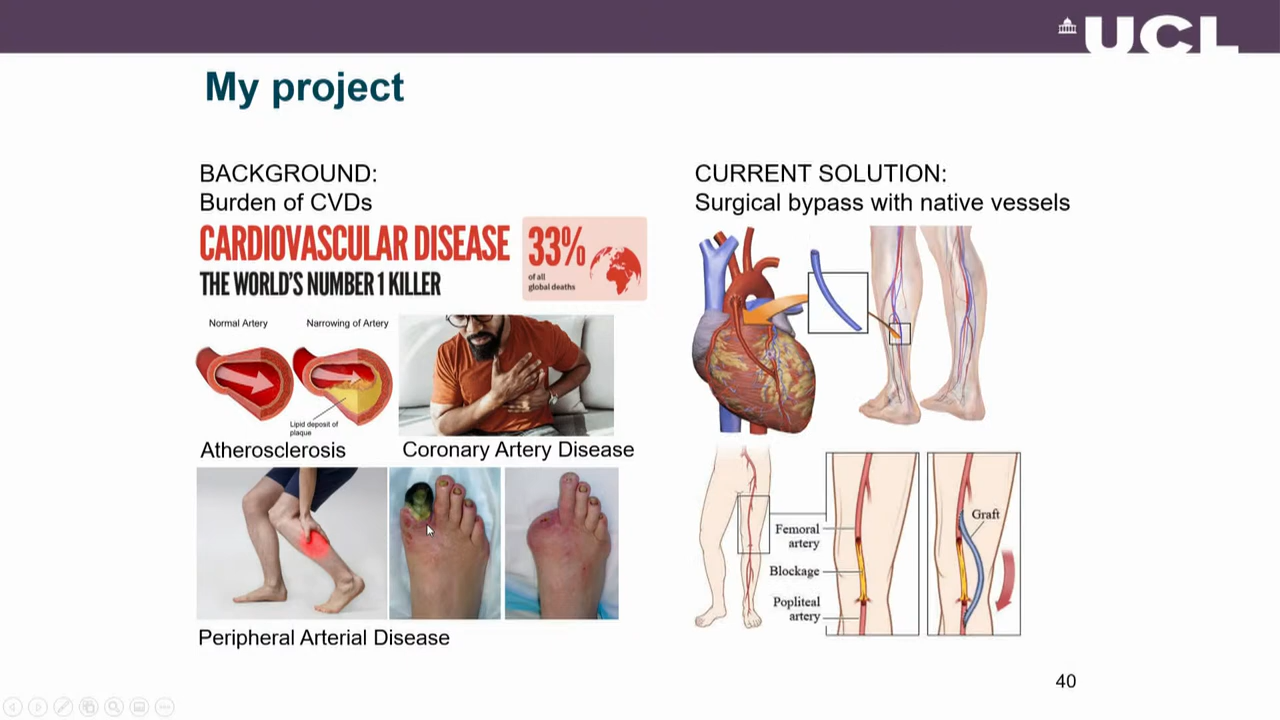 UCL
My project
BACKGROUND:
Burden of CVDs
CARDIOVASCULAR DISEASE
THE WORLD'S NUMBER 1 KILLER
33%
of all
global deaths
Normal Artery
Narrowing of Artery
Lipid deposit of
plaque
Atherosclerosis
Coronary Artery Disease
Peripheral Arterial Disease
CURRENT SOLUTION:
Surgical bypass with native vessels
Femoral
artery
Blockage
Popliteal
artery
Graft
40